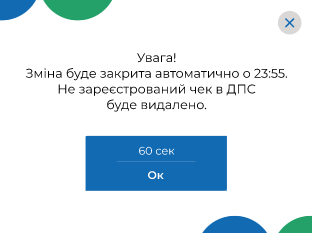 Увага!
Зміна буде закрита автоматично о 23:55.
Не зареєстрований чек в ДПС
буде видалено.
60 сек
Ок